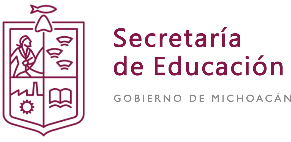 Secretaría
de Educación
GOBIERNO DE MICHOACÁN